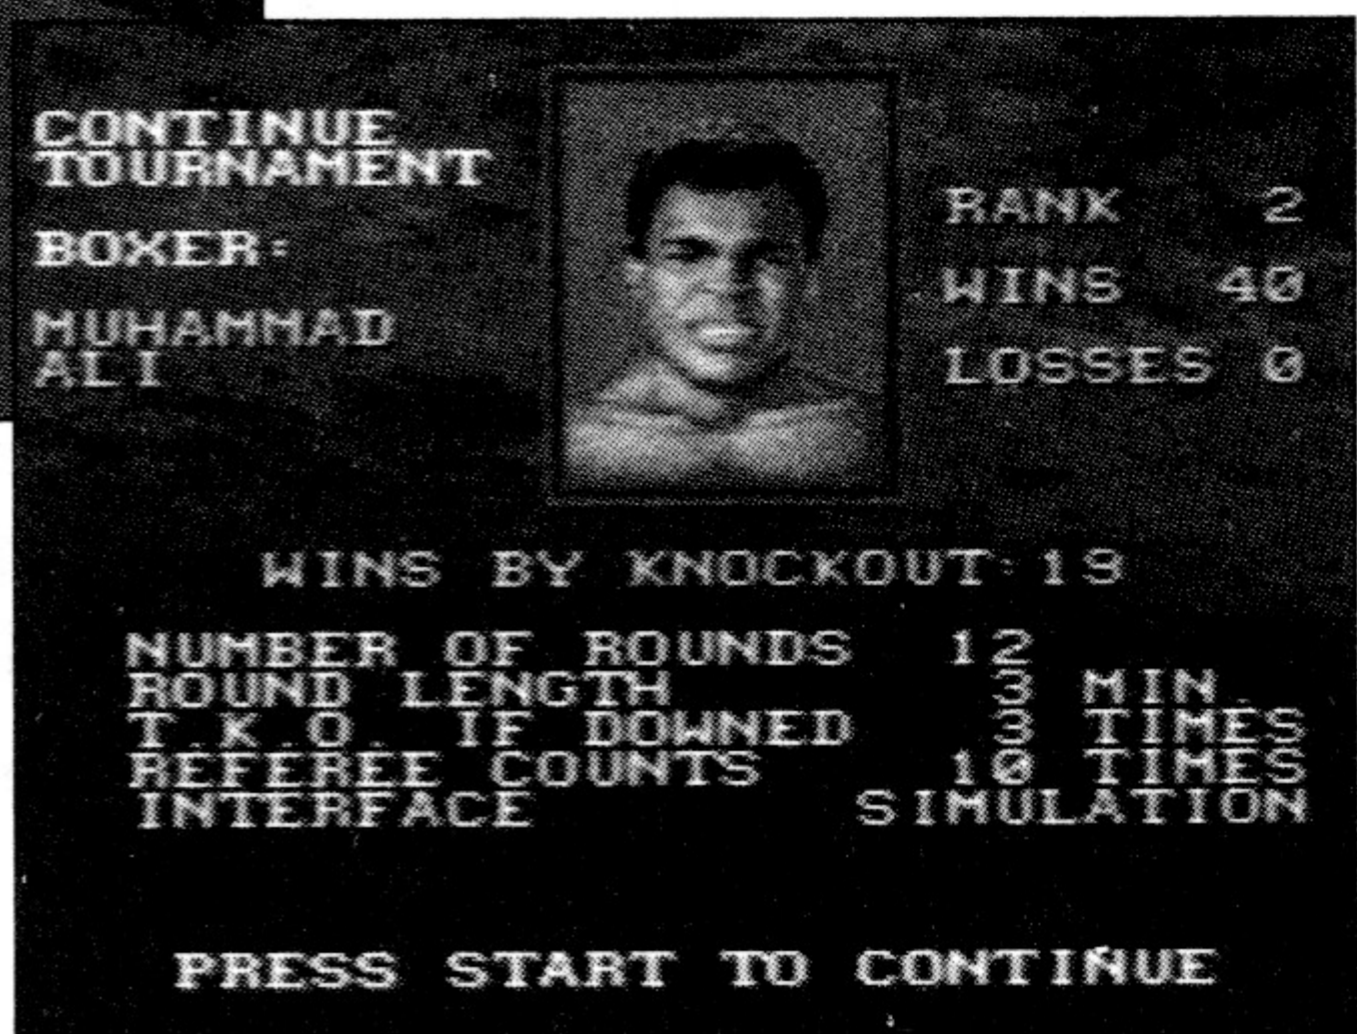 CONTINUE
TOURNAMENT
BOXER:
MUHAMMAD
ALI
RANK 2
WINS 40
LOSSES 0
WINS BY KNOCKOUT:19
NUMBER OF ROUNDS 12
ROUND LENGTH 3 MIN.
T.K.O. IF DOWNED 3 TIMES
REFEREE COUNTS 10 TIMES
INTERFACE SIMULATION
PRESS START TO CONTINUE